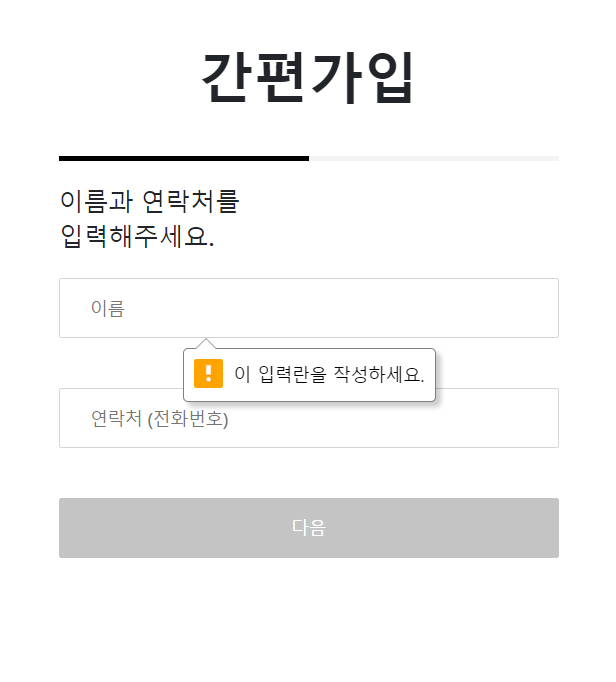 간편가입
이름과 연락처를
입력해주세요.
이름
이 입력란을 작성하세요.
연락처 (전화번호)
다음